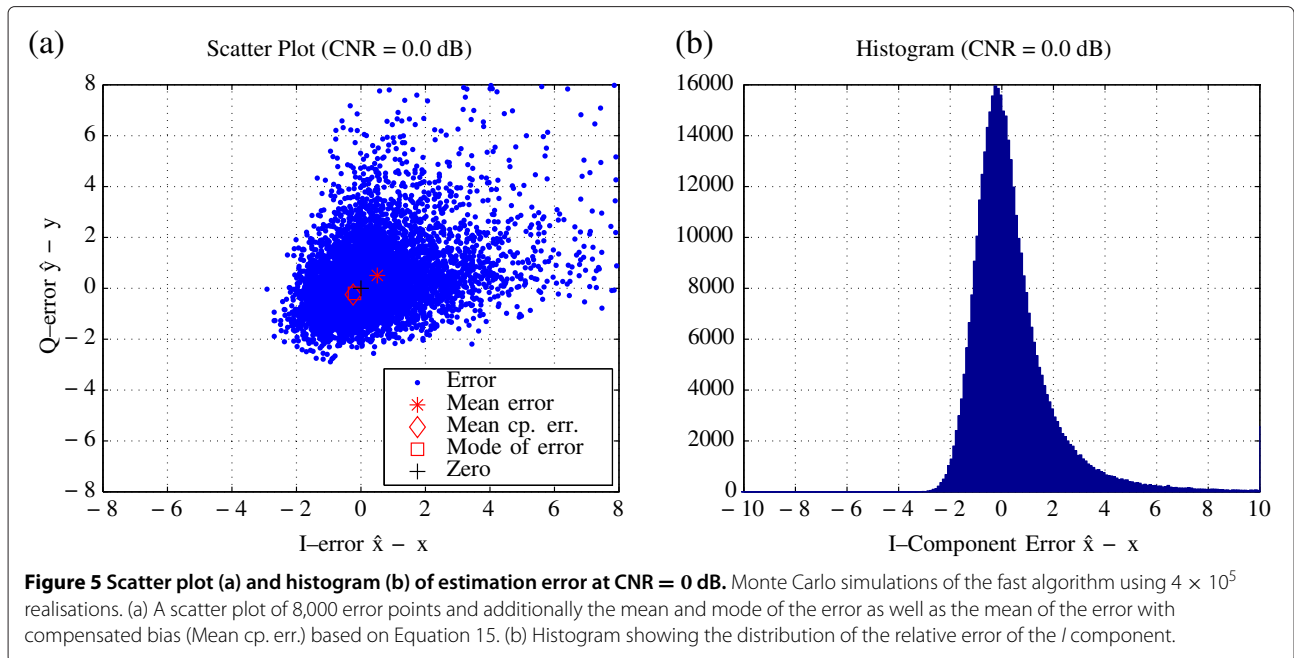 (a)
Scatter Plot (CNR = 0.0 dB)
8
6
4
2
0
− 2
− 4
− 6
− 8
Q–error ŷ − y
Error
Mean error
Mean cp. err.
Mode of error
Zero
− 8 − 6 − 4 − 2 0 2 4 6 8
I–error x̂ − x
(b)
Histogram (CNR = 0.0 dB)
16000
14000
12000
10000
8000
6000
4000
2000
0
− 10 − 8 − 6 − 4 − 2 0 2 4 6 8 10
I–Component Error x̂ − x
Figure 5 Scatter plot (a) and histogram (b) of estimation error at CNR = 0 dB. Monte Carlo simulations of the fast algorithm using 4 × 10⁵
realisations. (a) A scatter plot of 8,000 error points and additionally the mean and mode of the error as well as the mean of the error with
compensated bias (Mean cp. err.) based on Equation 15. (b) Histogram showing the distribution of the relative error of the I component.